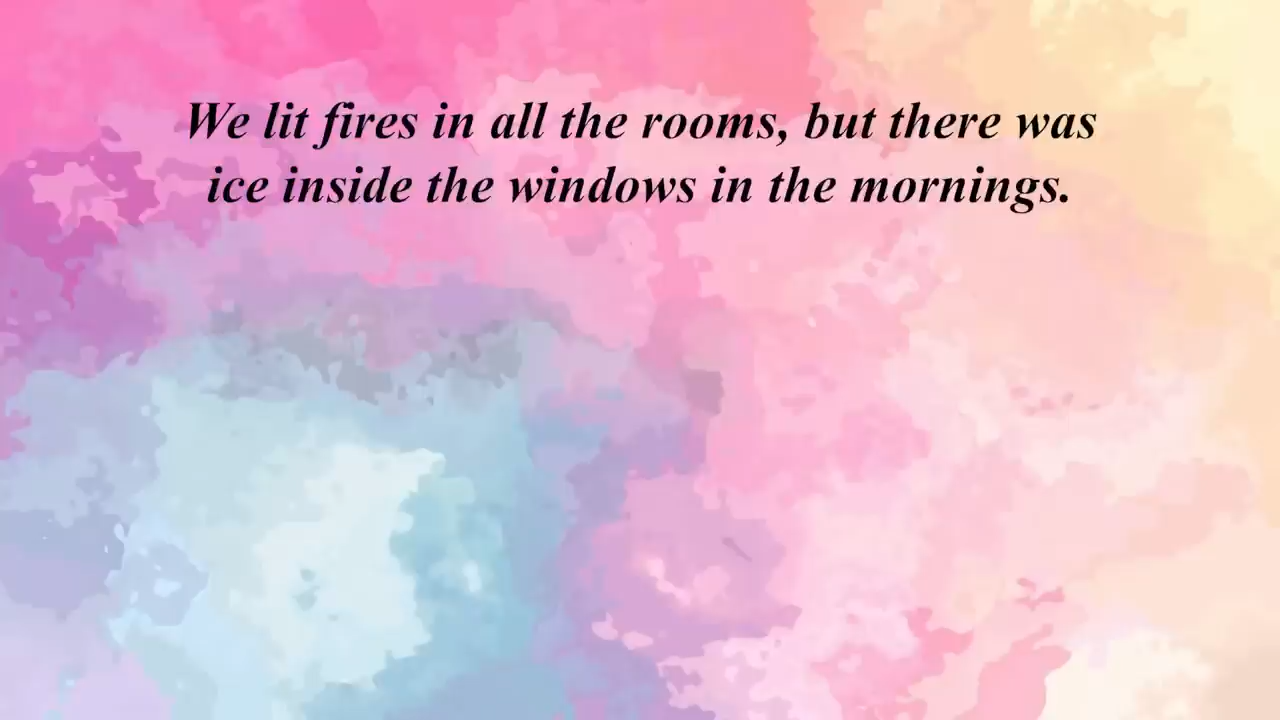 We lit fires in all the rooms, but there was
ice inside the windows in the mornings.